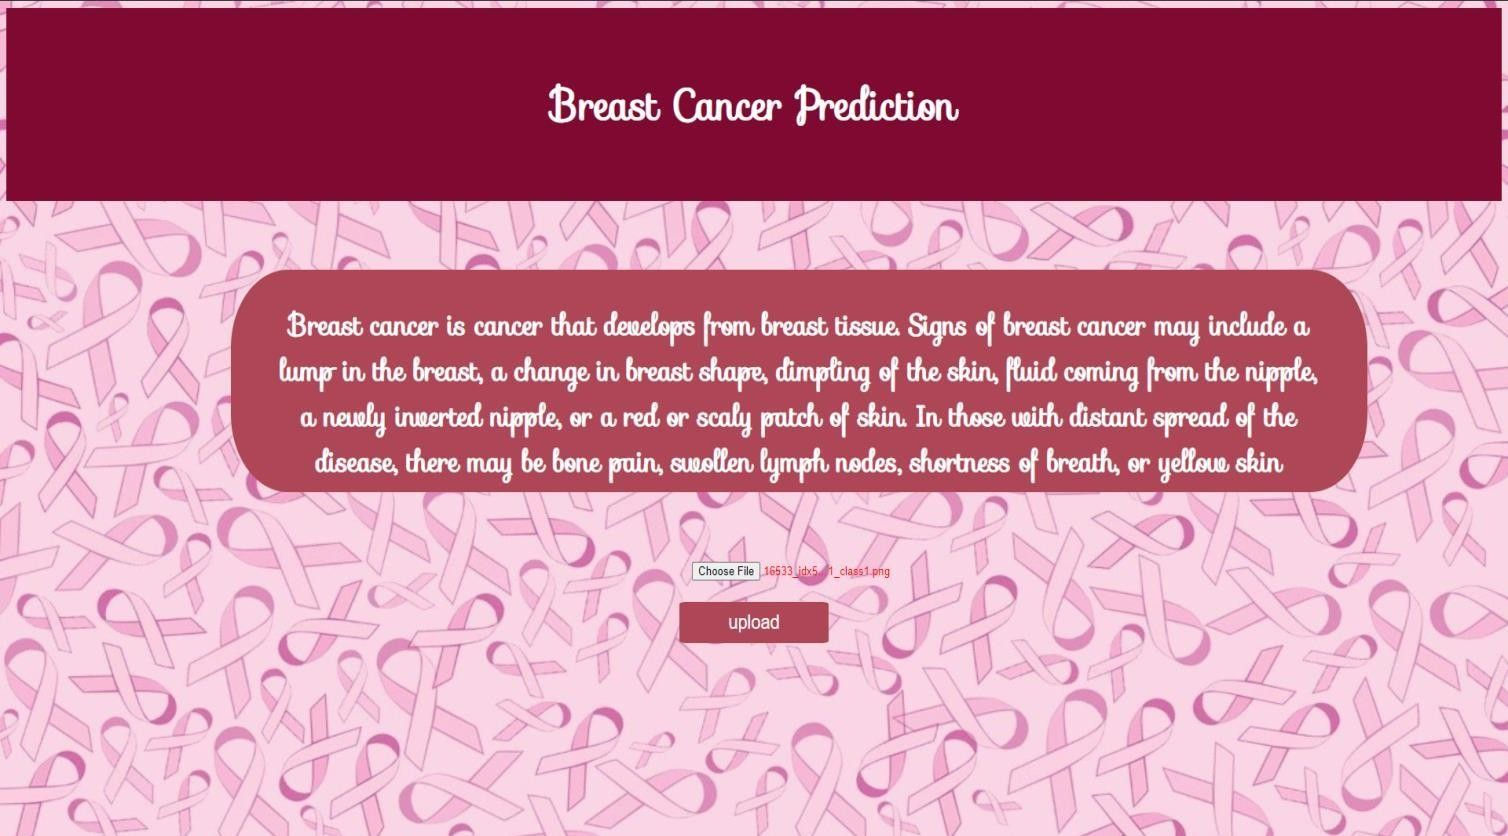 Breast Cancer Prediction
Breast cancer is cancer that develops from breast tissue. Signs of breast cancer may include a
lump in the breast, a change in breast shape, dimpling of the skin, fluid coming from the nipple,
a newly inverted nipple, or a red or scaly patch of skin. In those with distant spread of the
disease, there may be bone pain, swollen lymph nodes, shortness of breath, or yellow skin
Choose File 16533_idx5...1_class1.png
upload